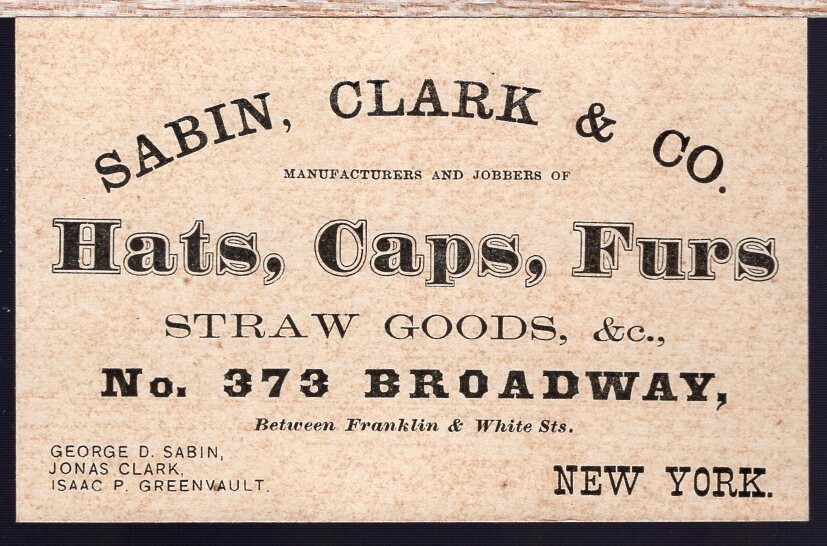 SABIN, CLARK & CO.
MANUFACTURERS AND JOBBERS OF
Hats, Caps, Furs
STRAW GOODS, &c.,
No. 373 BROADWAY,
Between Franklin & White Sts.
GEORGE D. SABIN,
JONAS CLARK,
ISAAC P. GREENVAULT.
NEW YORK.